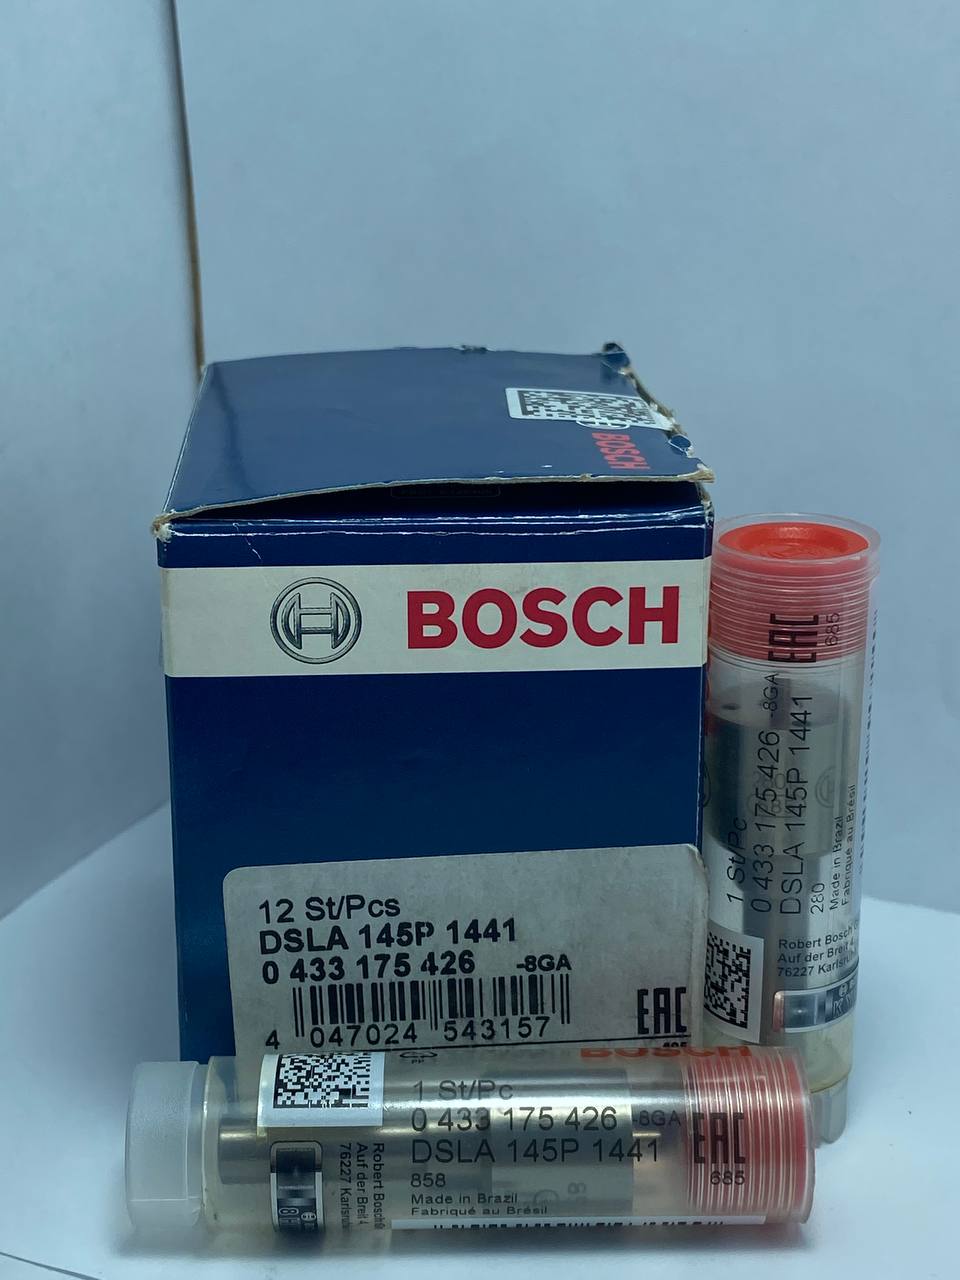 BOSCH
BOSCH
12 St/Pcs
DSLA 145P 1441
0 433 175 426 -8GA
4 047024 543157
EAC
BOSCH
1 St/Pc
0 433 175 426 -8GA
DSLA 145P 1441
EAC
685
858
Made in Brazil
Fabriqué au Brésil
Robert Bosch
Auf der Breit 4
76227 Karlsruhe
1 St/Pc
0 433 175 426 -8GA
DSLA 145P 1441
EAC
685
280
Made in Brazil
Fabriqué au Brésil
Robert Bosch
Auf der Breit 4
76227 Karlsruhe